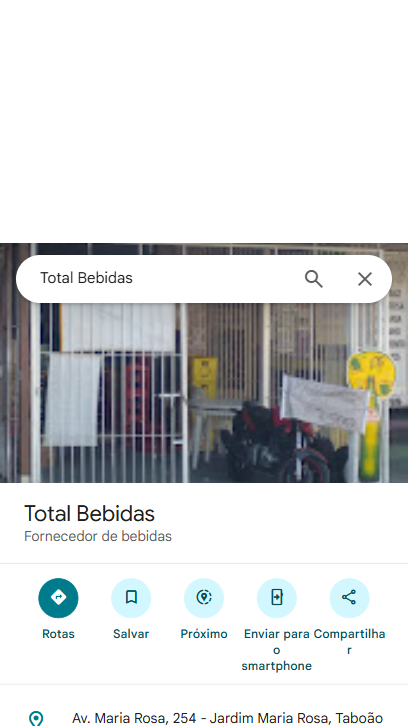 Total Bebidas
Total Bebidas
Fornecedor de bebidas
Rotas
Salvar
Próximo
Enviar para
o
smartphone
Compartilha
r
Av. Maria Rosa, 254 - Jardim Maria Rosa, Taboão